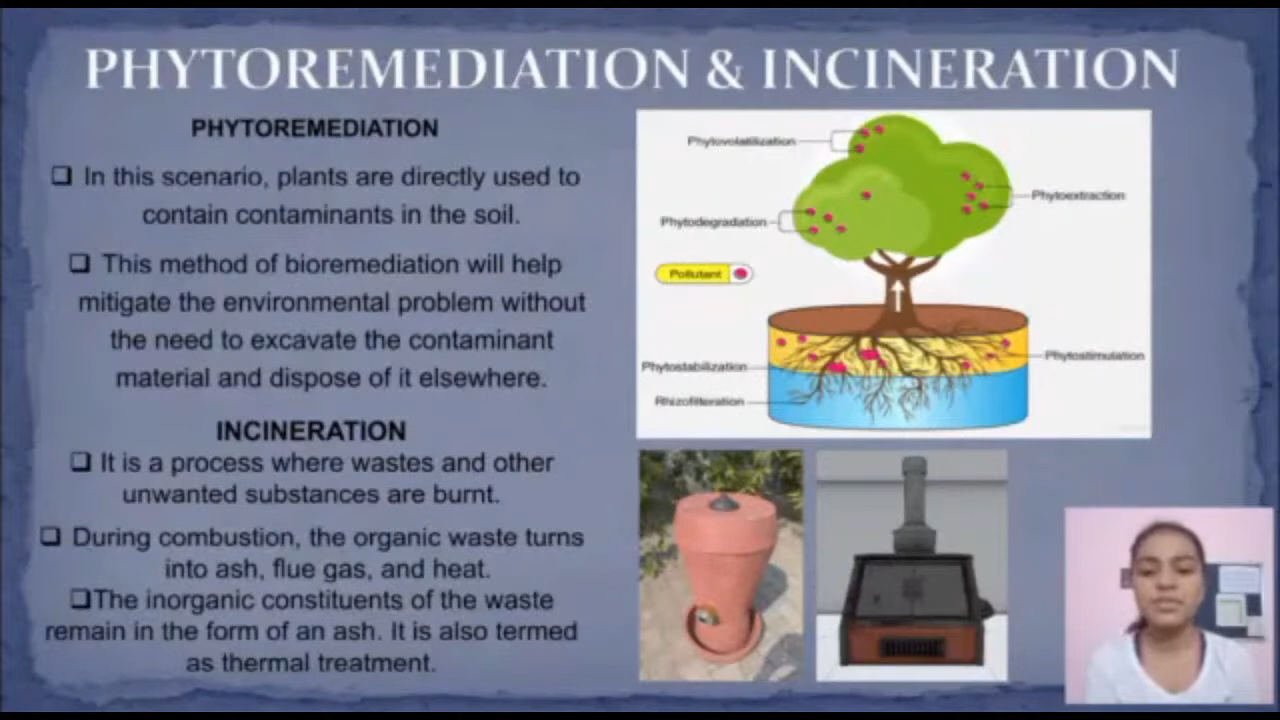 PHYTOREMEDIATION & INCINERATION
PHYTOREMEDIATION
❑ In this scenario, plants are directly used to
contain contaminants in the soil.
❑ This method of bioremediation will help
mitigate the environmental problem without
the need to excavate the contaminant
material and dispose of it elsewhere.
INCINERATION
❑ It is a process where wastes and other
unwanted substances are burnt.
❑ During combustion, the organic waste turns
into ash, flue gas, and heat.
❑The inorganic constituents of the waste
remain in the form of an ash. It is also termed
as thermal treatment.
Phytovolatilization
Phytoextraction
Phytodegradation
Pollutant
Phytostabilization
Phytostimulation
Rhizofilteration